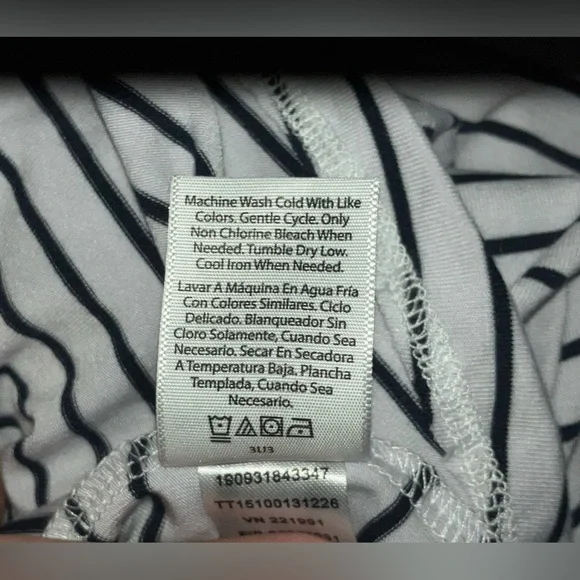 Machine Wash Cold With Like
Colors. Gentle Cycle. Only
Non Chlorine Bleach When
Needed. Tumble Dry Low.
Cool Iron When Needed.
Lavar A Máquina En Agua Fría
Con Colores Similares. Ciclo
Delicado. Blanqueador Sin
Cloro Solamente, Cuando Sea
Necesario. Secar En Secadora
A Temperatura Baja. Plancha
Templada, Cuando Sea
Necesario.
3U3
180931843347
TT15100131226
VN 221991